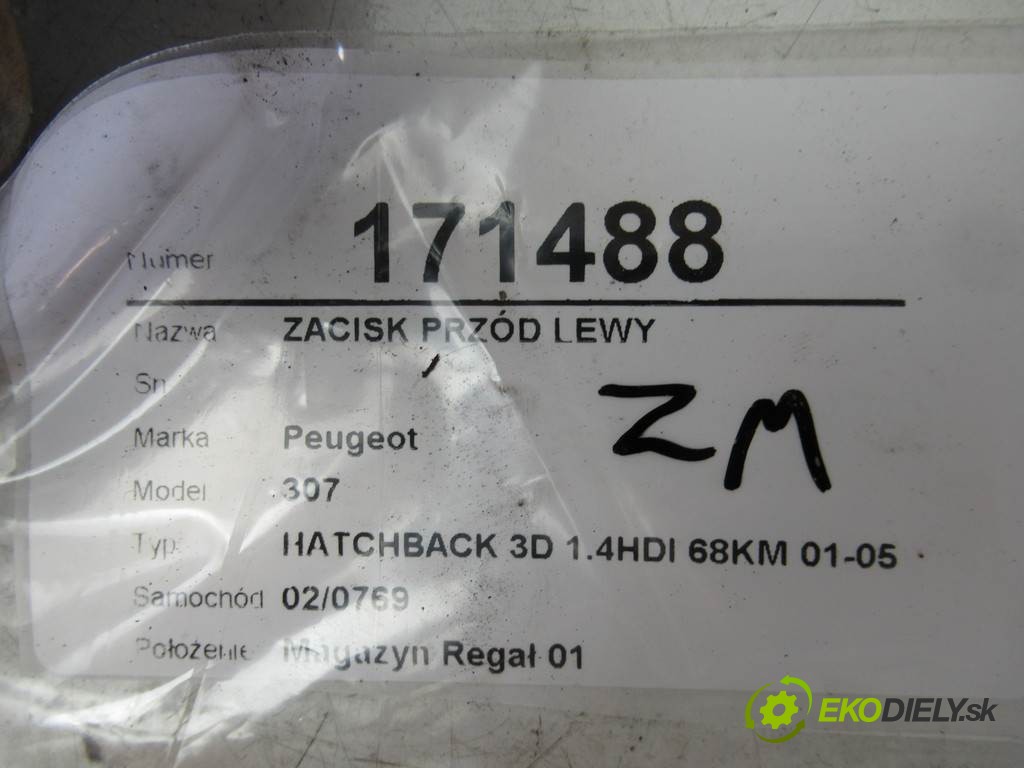 Numer 171488
Nazwa ZACISK PRZÓD LEWY
Sn
ZM
Marka Peugeot
Model 307
Typ HATCHBACK 3D 1.4HDI 68KM 01-05
Samochód 02/0769
Położenie Magazyn Regał 01
EKODIELY.sk